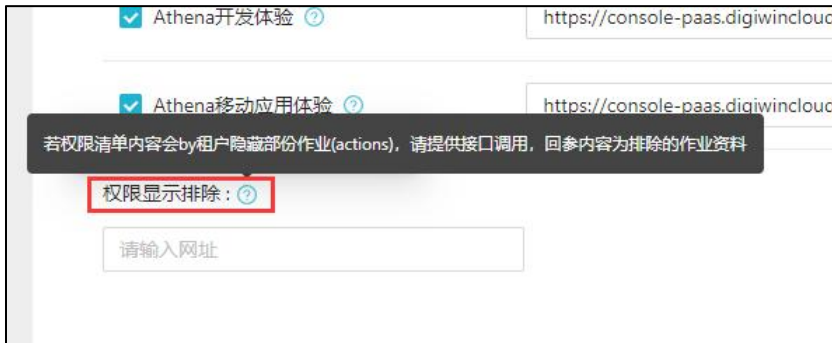 Athena开发体验 ?
https://console-paas.digiwincloud
Athena移动应用体验 ?
https://console-paas.digiwincloud
若权限清单内容会by租户隐藏部份作业(actions)，请提供接口调用，回参内容为排除的作业资料
权限显示排除：?
请输入网址